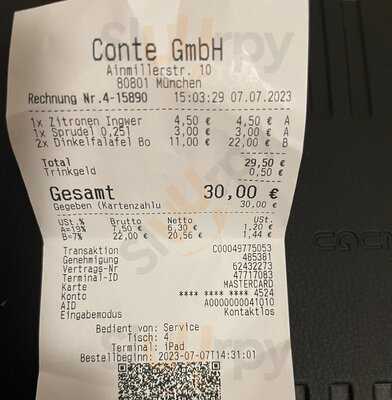 Conte GmbH
Ainmillerstr. 10
80801 München
Rechnung Nr.4-15890 15:03:29 07.07.2023
1x Zitronen Ingwer 4,50 € 4,50 € A
1x Sprudel 0,25l 3,00 € 3,00 € A
2x Dinkelfalafel Bo 11,00 € 22,00 € B
Total 29,50 €
Trinkgeld 0,50 €
Gesamt 30,00 €
Gegeben (Kartenzahlu 30,00 €
USt.% Brutto Netto USt.
A=19% 7,50 € 6,30 € 1,20 €
B=7% 22,00 € 20,56 € 1,44 €
Transaktion C00049775053
Genehmigung 485381
Vertrags-Nr 62432273
Terminal-ID 47717083
Karte MASTERCARD
Konto **** **** **** 4524
AID A0000000041010
Eingabemodus Kontaktlos
Bedient von: Service
Tisch: 4
Terminal: iPad
Bestellbeginn: 2023-07-07T14:31:01